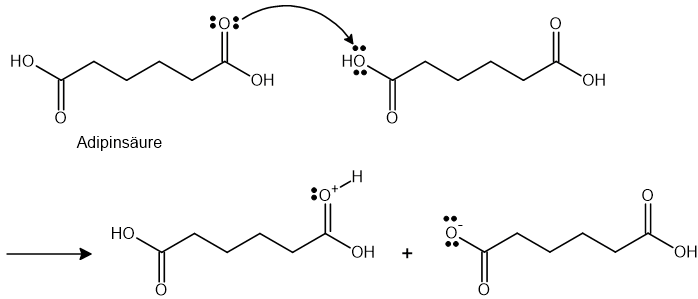 O O
HO HO
OH OH
O O
Adipinsäure
H
O+ O
HO O-
OH + OH
O O